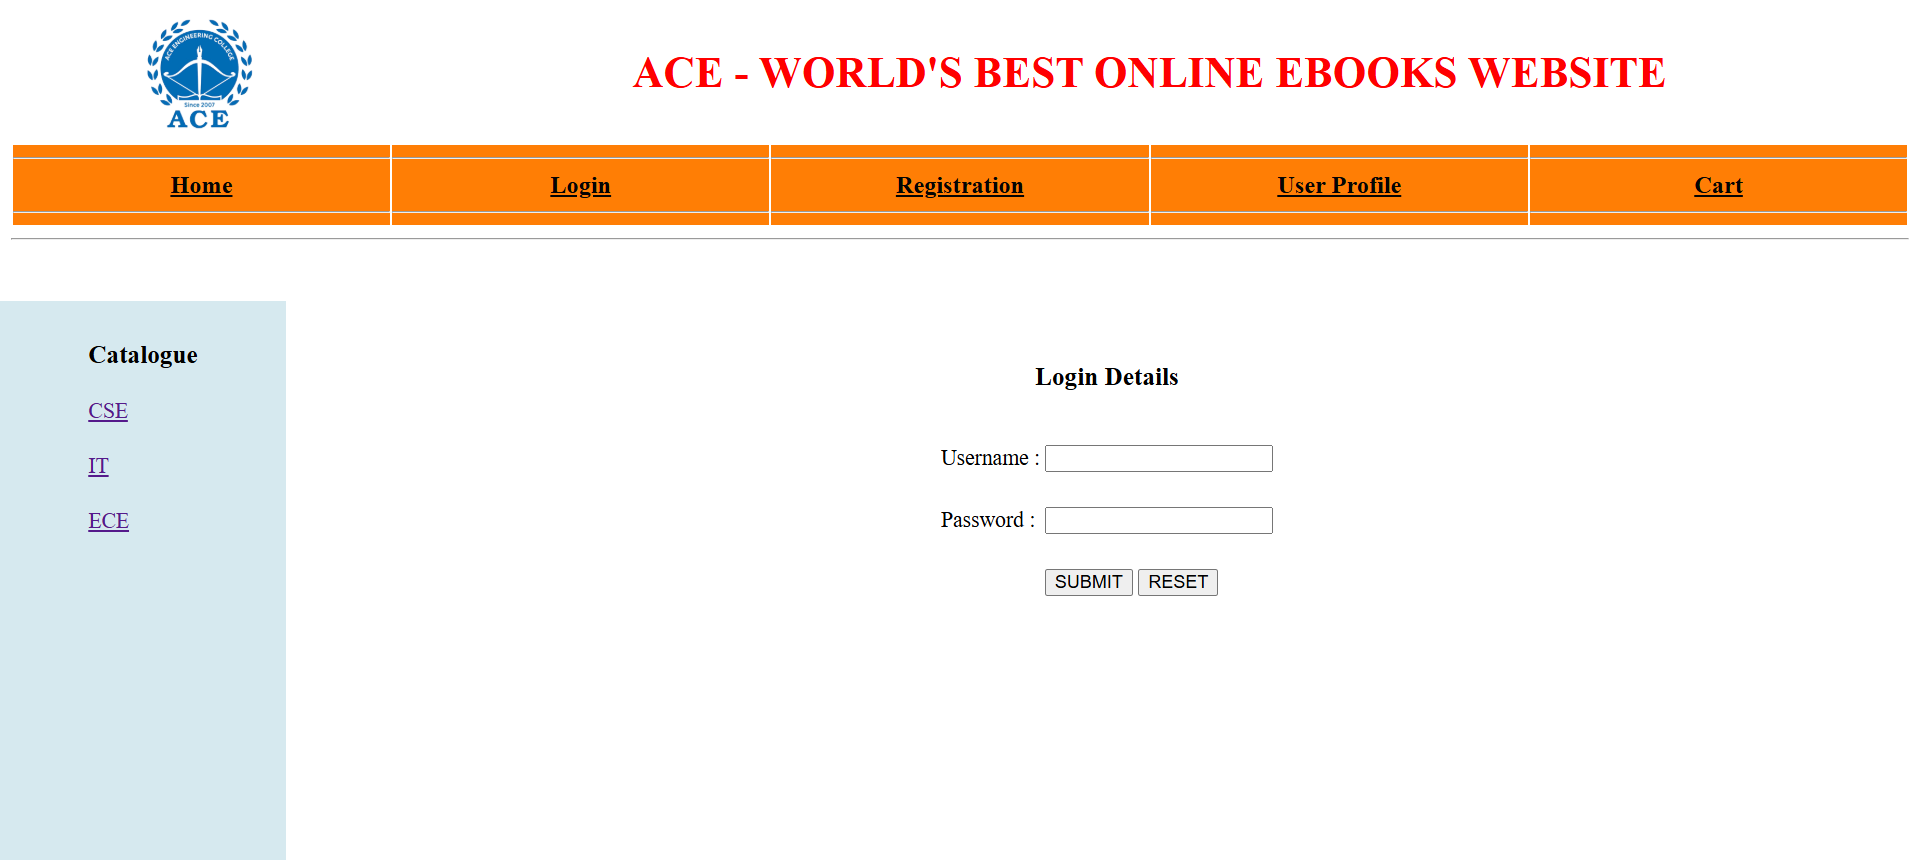 ACE ENGINEERING COLLEGE
Since 2007
ACE
ACE - WORLD'S BEST ONLINE EBOOKS WEBSITE
Home Login Registration User Profile Cart
Catalogue
CSE
IT
ECE
Login Details
Username :
Password :
SUBMIT RESET